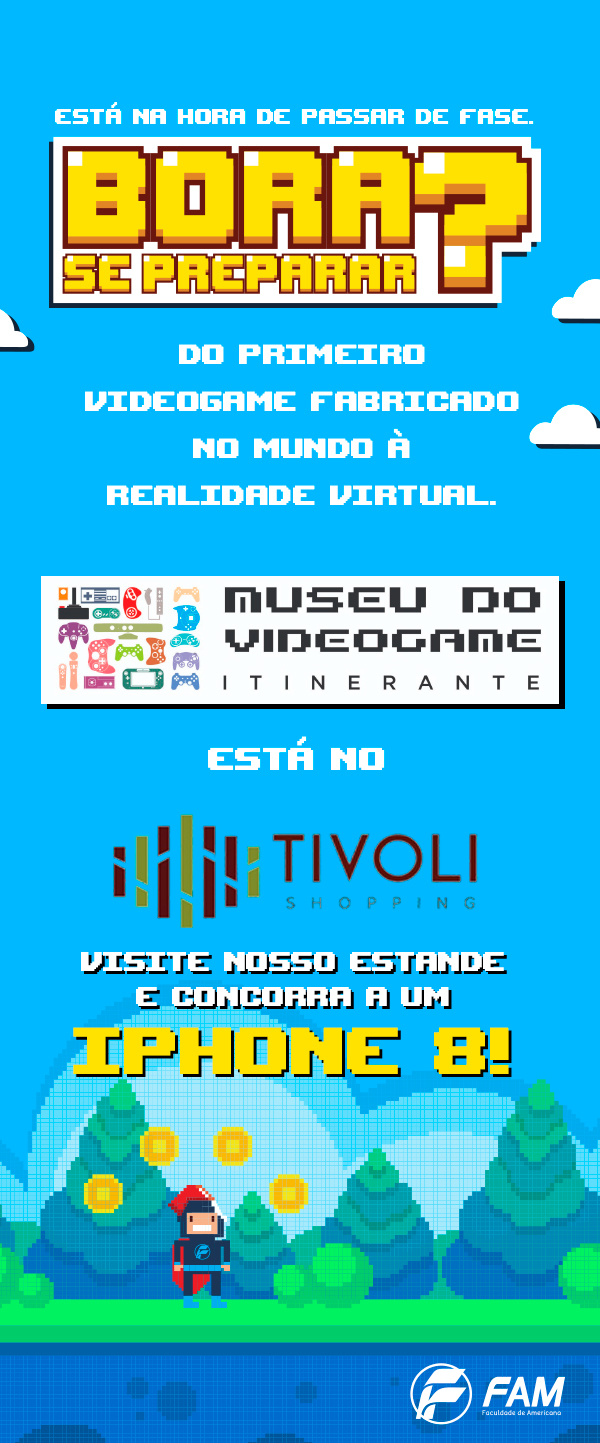 ESTÁ NA HORA DE PASSAR DE FASE.
BORA?
SE PREPARAR
DO PRIMEIRO
VIDEOGAME FABRICADO
NO MUNDO À
REALIDADE VIRTUAL.
MUSEU DO
VIDEOGAME
ITINERANTE
ESTÁ NO
TIVOLI
SHOPPING
VISITE NOSSO ESTANDE
E CONCORRA A UM
IPHONE 8!
FAM
Faculdade de Americana